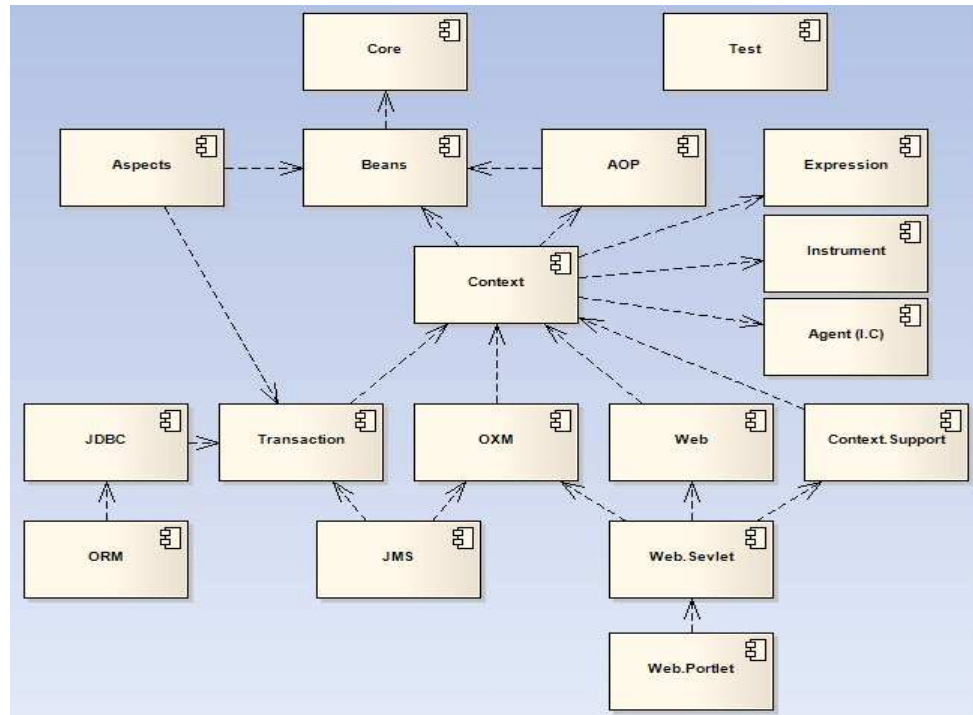 Core
Test
Aspects
Beans
AOP
Expression
Context
Instrument
Agent (I.C)
JDBC
Transaction
OXM
Web
Context.Support
ORM
JMS
Web.Sevlet
Web.Portlet